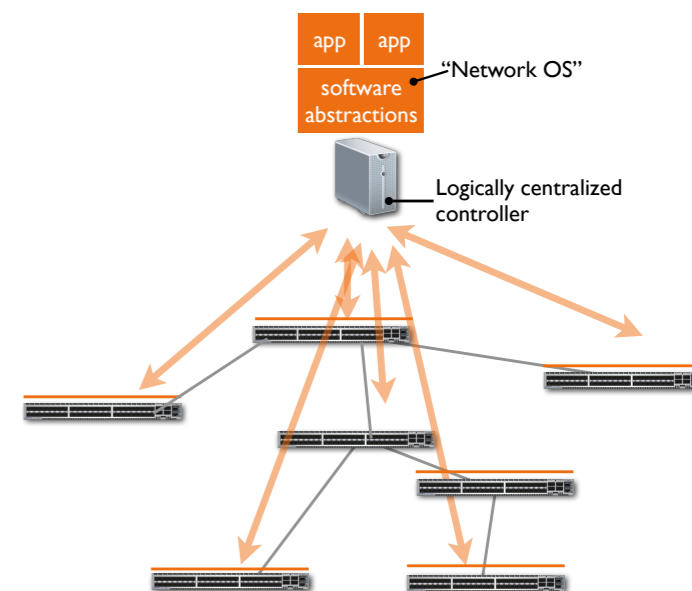 app app
“Network OS”
software
abstractions
Logically centralized
controller